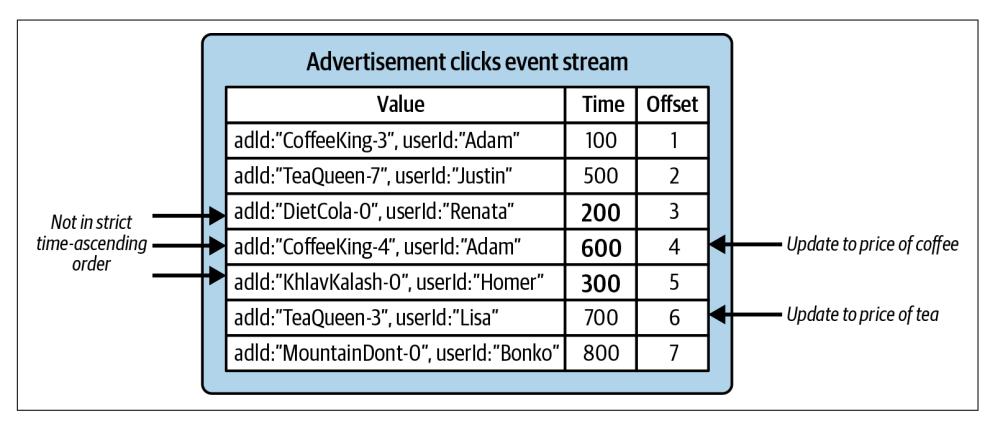 Advertisement clicks event stream
Value Time Offset
adId:"CoffeeKing-3", userId:"Adam" 100 1
adId:"TeaQueen-7", userId:"Justin" 500 2
adId:"DietCola-0", userId:"Renata" 200 3
adId:"CoffeeKing-4", userId:"Adam" 600 4
adId:"KhlavKalash-0", userId:"Homer" 300 5
adId:"TeaQueen-3", userId:"Lisa" 700 6
adId:"MountainDont-0", userId:"Bonko" 800 7
Not in strict
time-ascending
order
Update to price of coffee
Update to price of tea